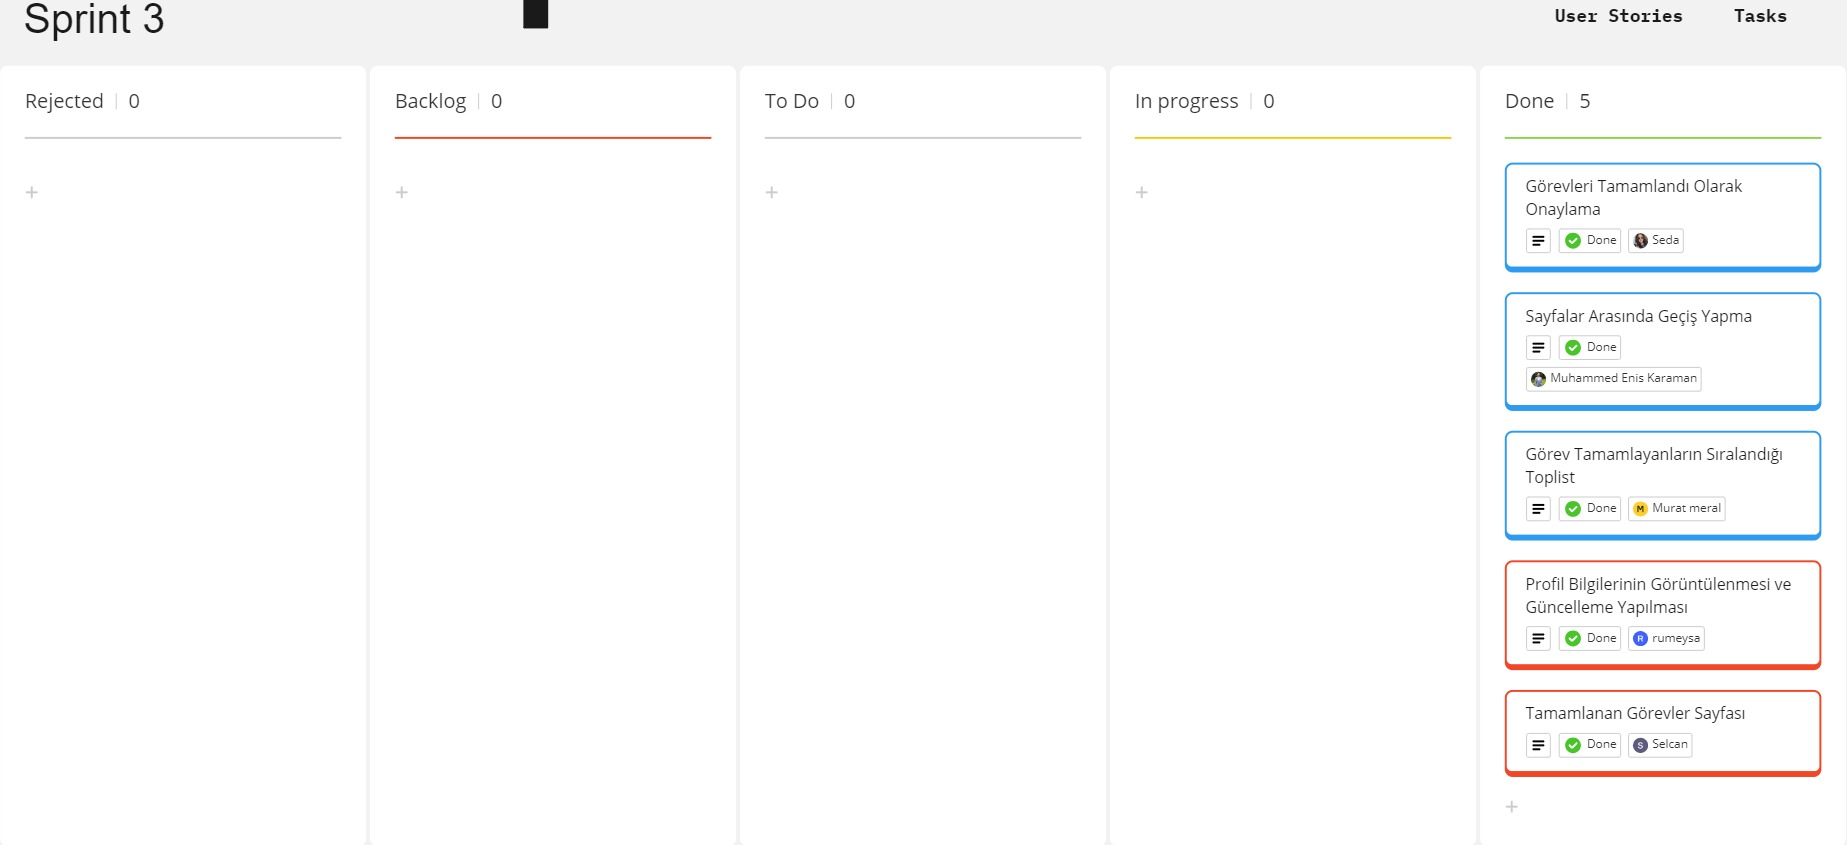 Sprint 3
User Stories
Tasks
Rejected 0
Backlog 0
To Do 0
In progress 0
Done 5
Görevleri Tamamlandı Olarak
Onaylama
Done Seda
Sayfalar Arasında Geçiş Yapma
Done
Muhammed Enis Karaman
Görev Tamamlayanların Sıralandığı
Toplist
Done M Murat meral
Profil Bilgilerinin Görüntülenmesi ve
Güncelleme Yapılması
Done R rumeysa
Tamamlanan Görevler Sayfası
Done S Selcan